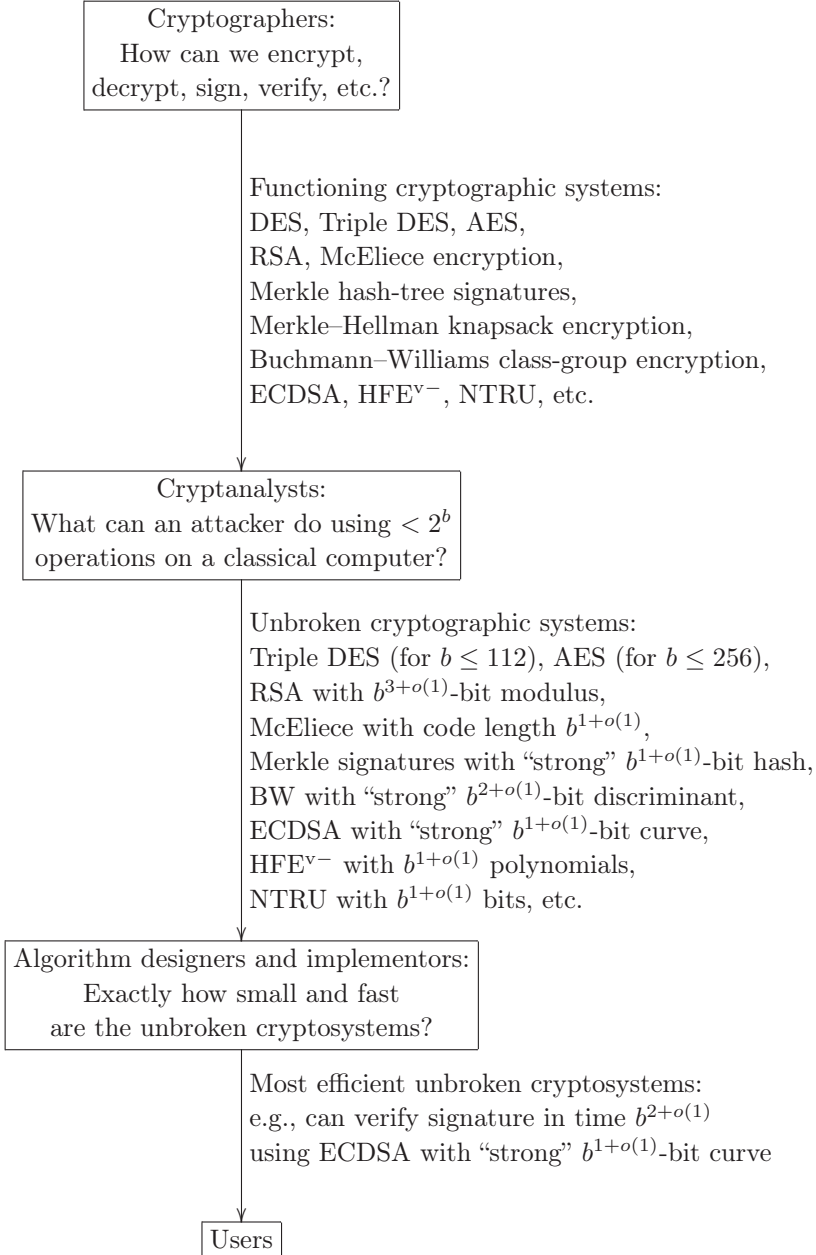 Cryptographers:
How can we encrypt,
decrypt, sign, verify, etc.?
Functioning cryptographic systems:
DES, Triple DES, AES,
RSA, McEliece encryption,
Merkle hash-tree signatures,
Merkle–Hellman knapsack encryption,
Buchmann–Williams class-group encryption,
ECDSA, HFE^{v−}, NTRU, etc.
Cryptanalysts:
What can an attacker do using < 2^b
operations on a classical computer?
Unbroken cryptographic systems:
Triple DES (for b ≤ 112), AES (for b ≤ 256),
RSA with b^{3+o(1)}-bit modulus,
McEliece with code length b^{1+o(1)},
Merkle signatures with “strong” b^{1+o(1)}-bit hash,
BW with “strong” b^{2+o(1)}-bit discriminant,
ECDSA with “strong” b^{1+o(1)}-bit curve,
HFE^{v−} with b^{1+o(1)} polynomials,
NTRU with b^{1+o(1)} bits, etc.
Algorithm designers and implementors:
Exactly how small and fast
are the unbroken cryptosystems?
Most efficient unbroken cryptosystems:
e.g., can verify signature in time b^{2+o(1)}
using ECDSA with “strong” b^{1+o(1)}-bit curve
Users